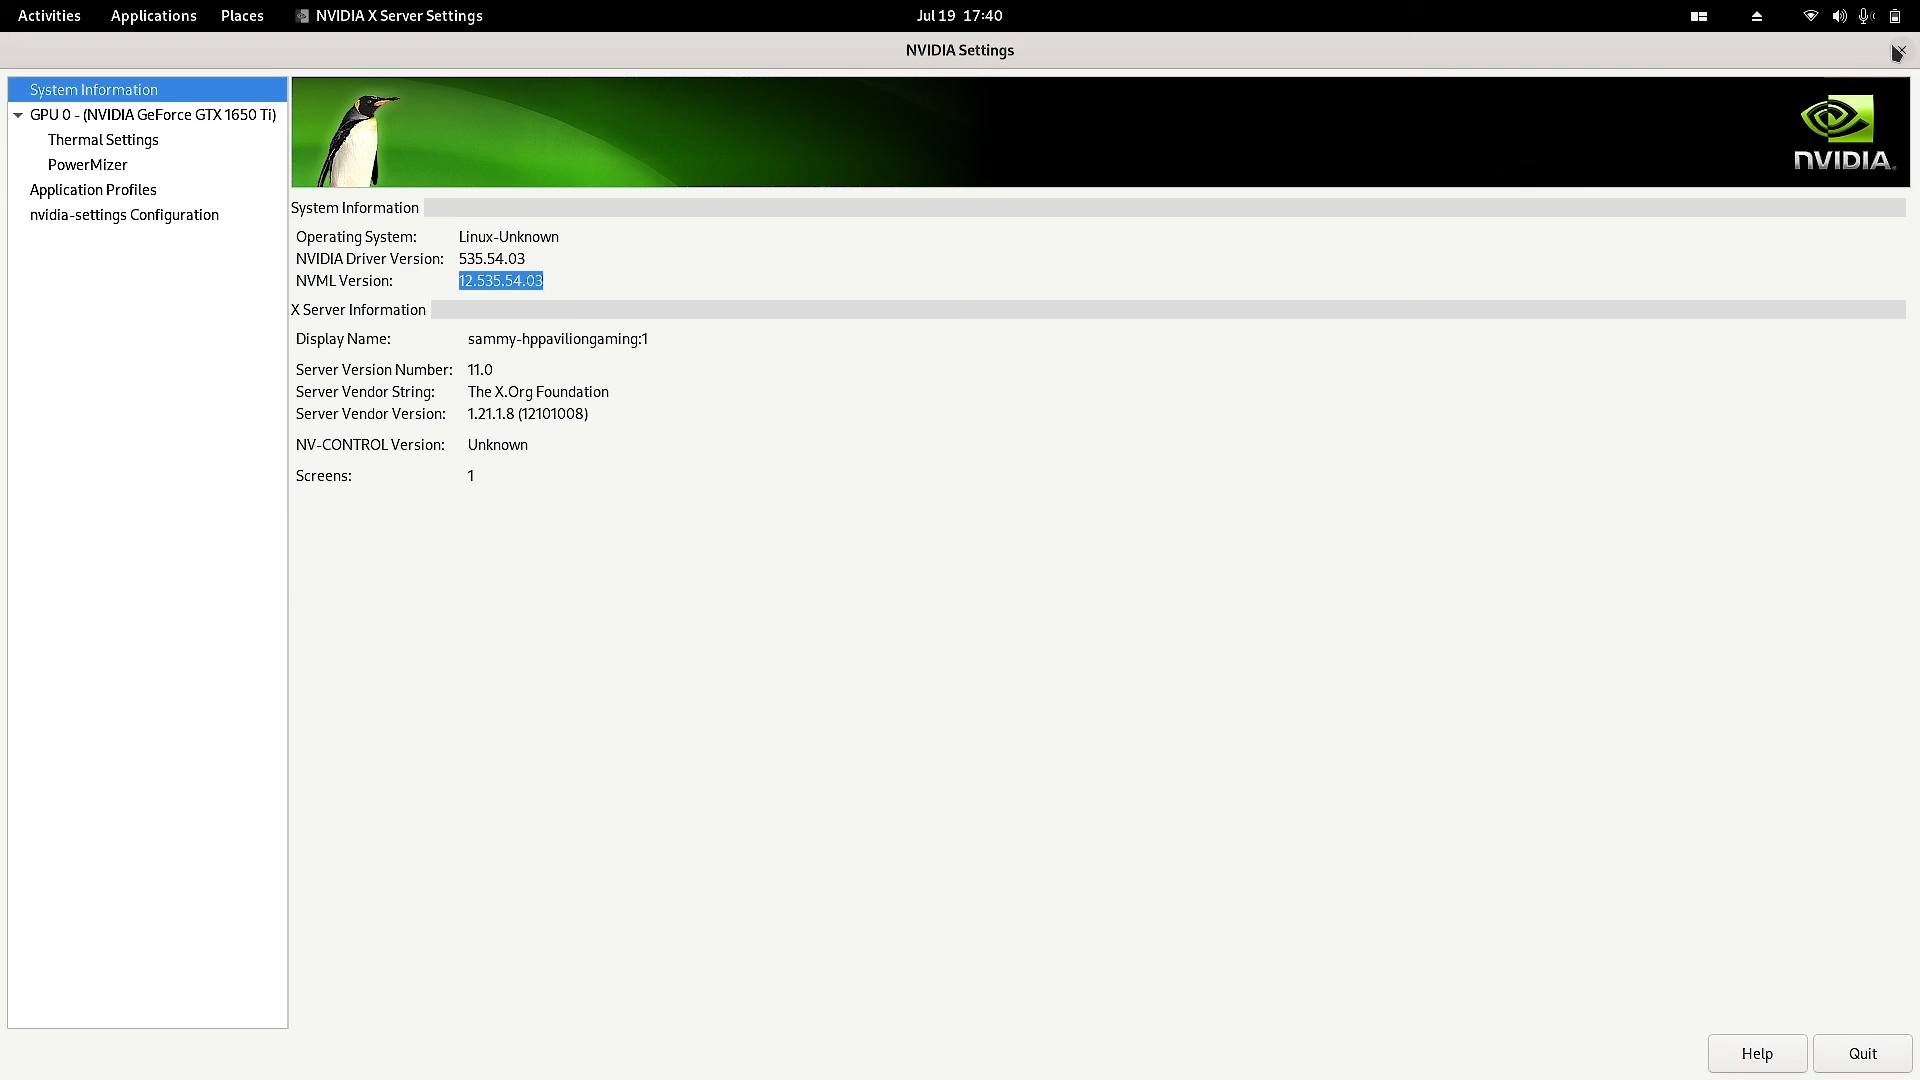 Activities Applications Places NVIDIA X Server Settings Jul 19 17:40
NVIDIA Settings
System Information
GPU 0 - (NVIDIA GeForce GTX 1650 Ti)
Thermal Settings
PowerMizer
Application Profiles
nvidia-settings Configuration
NVIDIA.
System Information
Operating System: Linux-Unknown
NVIDIA Driver Version: 535.54.03
NVML Version: 12.535.54.03
X Server Information
Display Name: sammy-hppaviliongaming:1
Server Version Number: 11.0
Server Vendor String: The X.Org Foundation
Server Vendor Version: 1.21.1.8 (12101008)
NV-CONTROL Version: Unknown
Screens: 1
Help Quit